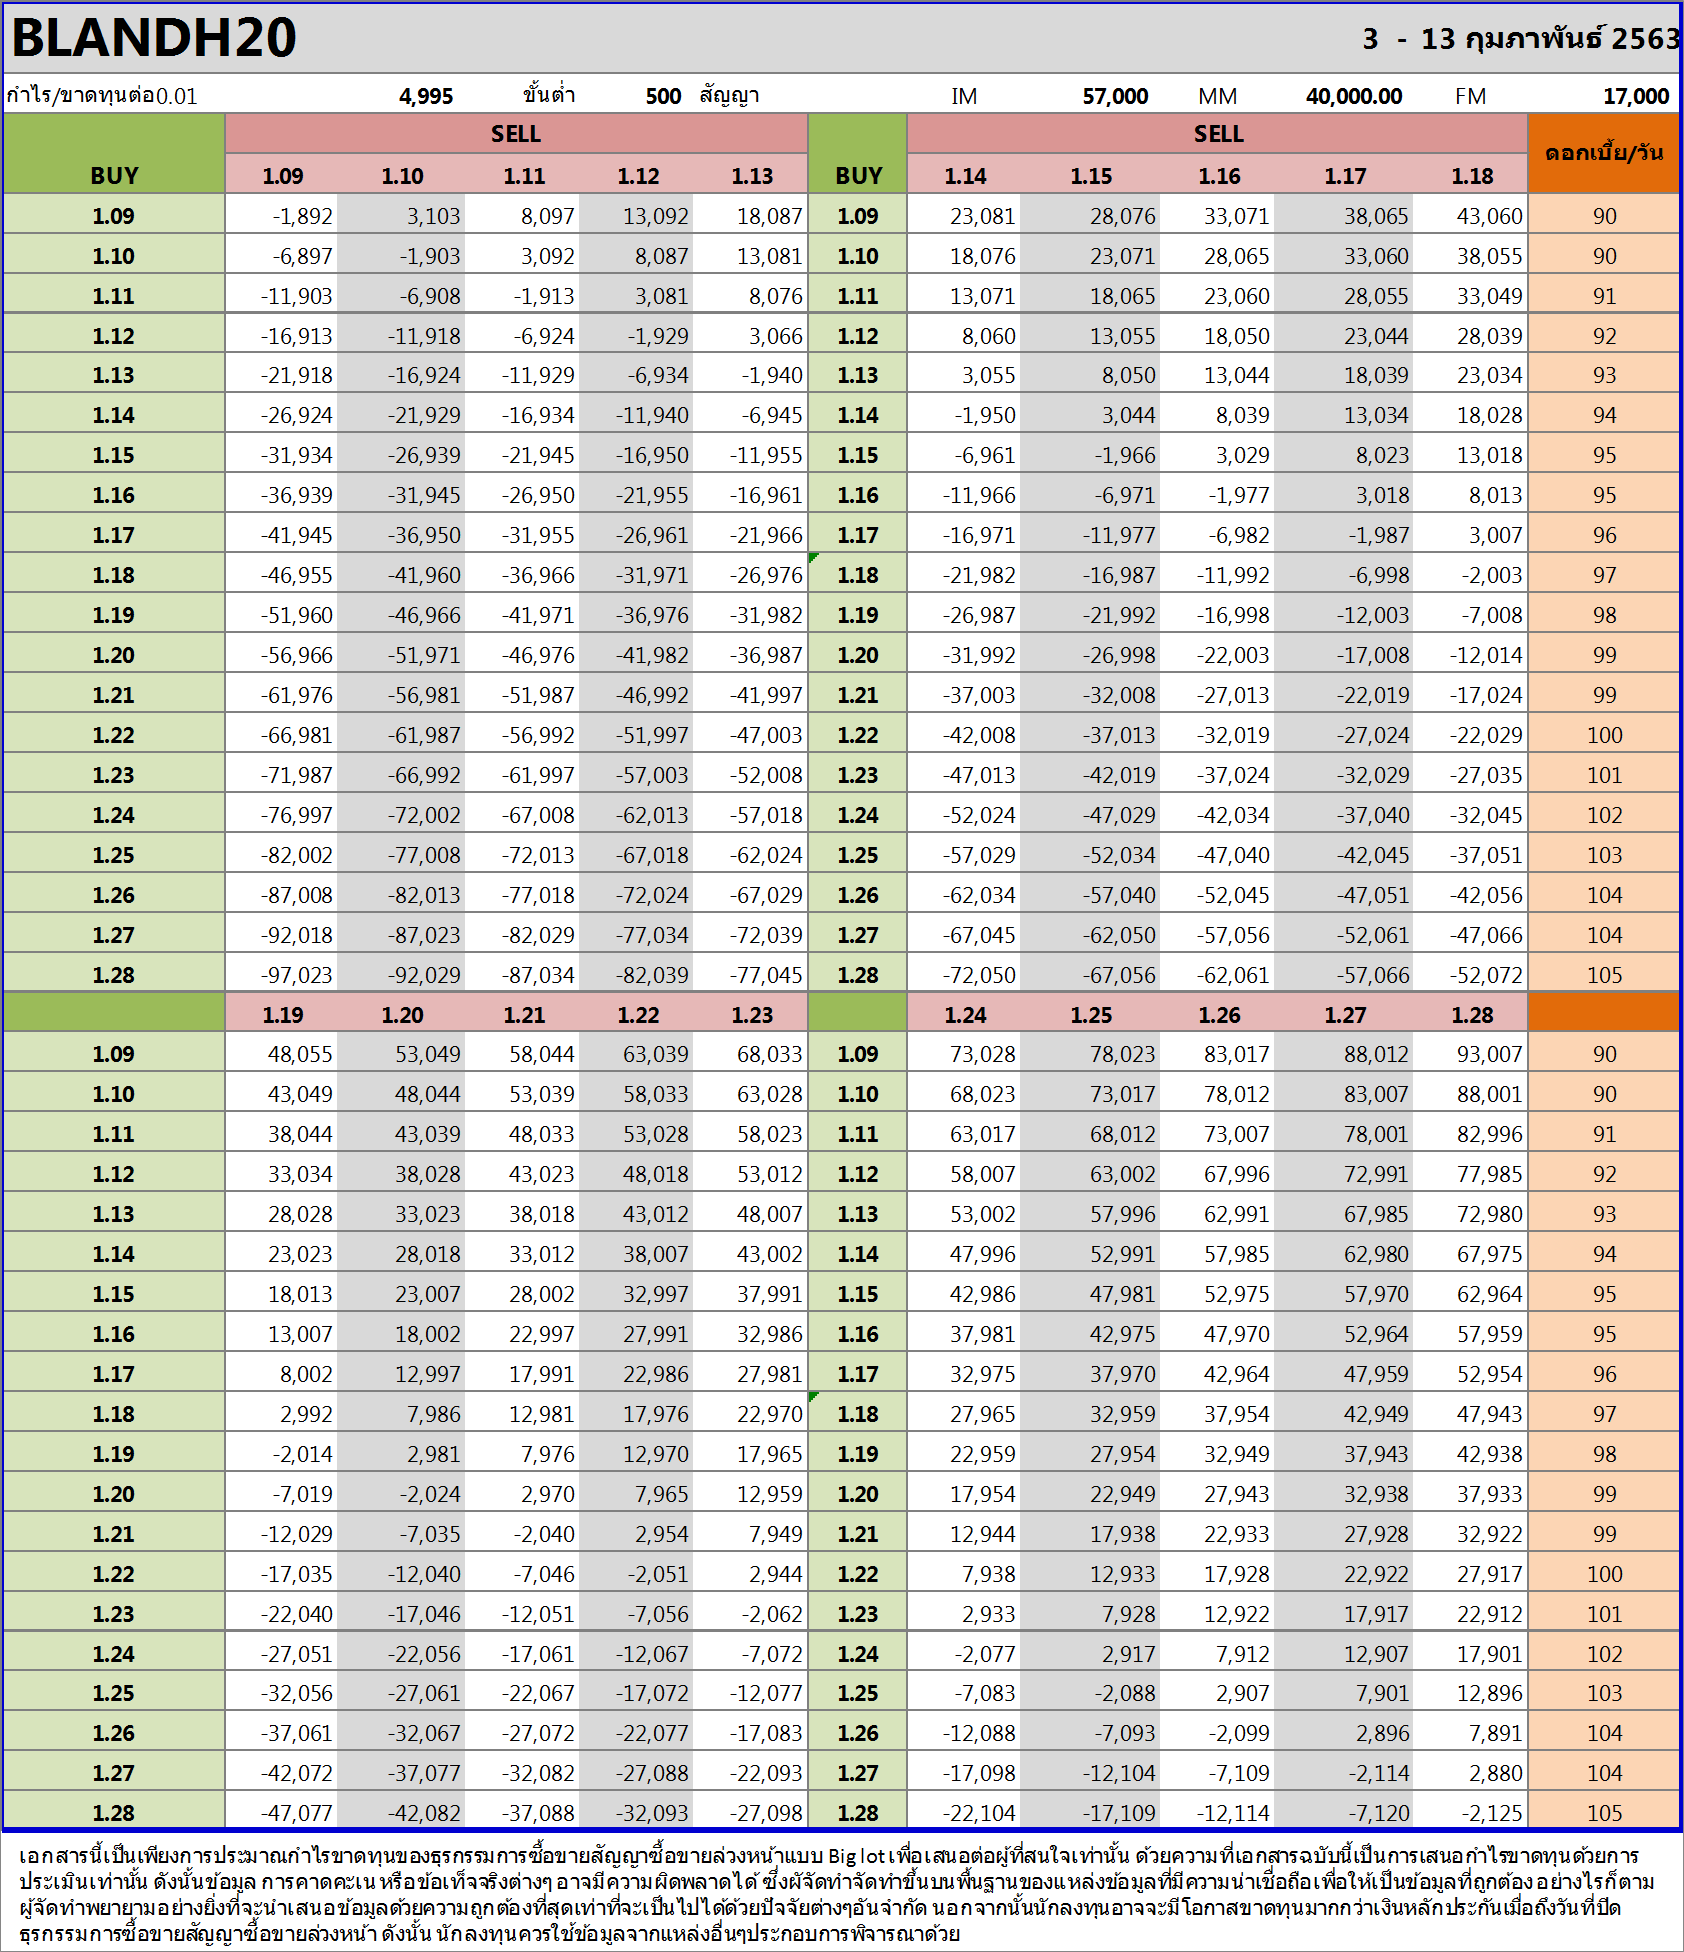 BLANDH20 3 - 13 กุมภาพันธ์ 2563
กำไร/ขาดทุนต่อ0.01 4,995 ขั้นต่ำ 500 สัญญา IM 57,000 MM 40,000.00 FM 17,000
SELL SELL ดอกเบี้ย/วัน
BUY 1.09 1.10 1.11 1.12 1.13 BUY 1.14 1.15 1.16 1.17 1.18
1.09 -1,892 3,103 8,097 13,092 18,087 1.09 23,081 28,076 33,071 38,065 43,060 90
1.10 -6,897 -1,903 3,092 8,087 13,081 1.10 18,076 23,071 28,065 33,060 38,055 90
1.11 -11,903 -6,908 -1,913 3,081 8,076 1.11 13,071 18,065 23,060 28,055 33,049 91
1.12 -16,913 -11,918 -6,924 -1,929 3,066 1.12 8,060 13,055 18,050 23,044 28,039 92
1.13 -21,918 -16,924 -11,929 -6,934 -1,940 1.13 3,055 8,050 13,044 18,039 23,034 93
1.14 -26,924 -21,929 -16,934 -11,940 -6,945 1.14 -1,950 3,044 8,039 13,034 18,028 94
1.15 -31,934 -26,939 -21,945 -16,950 -11,955 1.15 -6,961 -1,966 3,029 8,023 13,018 95
1.16 -36,939 -31,945 -26,950 -21,955 -16,961 1.16 -11,966 -6,971 -1,977 3,018 8,013 95
1.17 -41,945 -36,950 -31,955 -26,961 -21,966 1.17 -16,971 -11,977 -6,982 -1,987 3,007 96
1.18 -46,955 -41,960 -36,966 -31,971 -26,976 1.18 -21,982 -16,987 -11,992 -6,998 -2,003 97
1.19 -51,960 -46,966 -41,971 -36,976 -31,982 1.19 -26,987 -21,992 -16,998 -12,003 -7,008 98
1.20 -56,966 -51,971 -46,976 -41,982 -36,987 1.20 -31,992 -26,998 -22,003 -17,008 -12,014 99
1.21 -61,976 -56,981 -51,987 -46,992 -41,997 1.21 -37,003 -32,008 -27,013 -22,019 -17,024 99
1.22 -66,981 -61,987 -56,992 -51,997 -47,003 1.22 -42,008 -37,013 -32,019 -27,024 -22,029 100
1.23 -71,987 -66,992 -61,997 -57,003 -52,008 1.23 -47,013 -42,019 -37,024 -32,029 -27,035 101
1.24 -76,997 -72,002 -67,008 -62,013 -57,018 1.24 -52,024 -47,029 -42,034 -37,040 -32,045 102
1.25 -82,002 -77,008 -72,013 -67,018 -62,024 1.25 -57,029 -52,034 -47,040 -42,045 -37,051 103
1.26 -87,008 -82,013 -77,018 -72,024 -67,029 1.26 -62,034 -57,040 -52,045 -47,051 -42,056 104
1.27 -92,018 -87,023 -82,029 -77,034 -72,039 1.27 -67,045 -62,050 -57,056 -52,061 -47,066 104
1.28 -97,023 -92,029 -87,034 -82,039 -77,045 1.28 -72,050 -67,056 -62,061 -57,066 -52,072 105
1.19 1.20 1.21 1.22 1.23 1.24 1.25 1.26 1.27 1.28
1.09 48,055 53,049 58,044 63,039 68,033 1.09 73,028 78,023 83,017 88,012 93,007 90
1.10 43,049 48,044 53,039 58,033 63,028 1.10 68,023 73,017 78,012 83,007 88,001 90
1.11 38,044 43,039 48,033 53,028 58,023 1.11 63,017 68,012 73,007 78,001 82,996 91
1.12 33,034 38,028 43,023 48,018 53,012 1.12 58,007 63,002 67,996 72,991 77,985 92
1.13 28,028 33,023 38,018 43,012 48,007 1.13 53,002 57,996 62,991 67,985 72,980 93
1.14 23,023 28,018 33,012 38,007 43,002 1.14 47,996 52,991 57,985 62,980 67,975 94
1.15 18,013 23,007 28,002 32,997 37,991 1.15 42,986 47,981 52,975 57,970 62,964 95
1.16 13,007 18,002 22,997 27,991 32,986 1.16 37,981 42,975 47,970 52,964 57,959 95
1.17 8,002 12,997 17,991 22,986 27,981 1.17 32,975 37,970 42,964 47,959 52,954 96
1.18 2,992 7,986 12,981 17,976 22,970 1.18 27,965 32,959 37,954 42,949 47,943 97
1.19 -2,014 2,981 7,976 12,970 17,965 1.19 22,959 27,954 32,949 37,943 42,938 98
1.20 -7,019 -2,024 2,970 7,965 12,959 1.20 17,954 22,949 27,943 32,938 37,933 99
1.21 -12,029 -7,035 -2,040 2,954 7,949 1.21 12,944 17,938 22,933 27,928 32,922 99
1.22 -17,035 -12,040 -7,046 -2,051 2,944 1.22 7,938 12,933 17,928 22,922 27,917 100
1.23 -22,040 -17,046 -12,051 -7,056 -2,062 1.23 2,933 7,928 12,922 17,917 22,912 101
1.24 -27,051 -22,056 -17,061 -12,067 -7,072 1.24 -2,077 2,917 7,912 12,907 17,901 102
1.25 -32,056 -27,061 -22,067 -17,072 -12,077 1.25 -7,083 -2,088 2,907 7,901 12,896 103
1.26 -37,061 -32,067 -27,072 -22,077 -17,083 1.26 -12,088 -7,093 -2,099 2,896 7,891 104
1.27 -42,072 -37,077 -32,082 -27,088 -22,093 1.27 -17,098 -12,104 -7,109 -2,114 2,880 104
1.28 -47,077 -42,082 -37,088 -32,093 -27,098 1.28 -22,104 -17,109 -12,114 -7,120 -2,125 105
เอกสารนี้เป็นเพียงการประมาณกำไรขาดทุนของธุรกรรมการซื้อขายสัญญาซื้อขายล่วงหน้าแบบ Big lot เพื่อเสนอต่อผู้ที่สนใจเท่านั้น ด้วยความที่เอกสารฉบับนี้เป็นการเสนอกำไรขาดทุนด้วยการ
ประเมินเท่านั้น ดังนั้นข้อมูล การคาดคะเน หรือข้อเท็จจริงต่างๆ อาจมีความผิดพลาดได้ ซึ่งผู้จัดทำจัดทำขึ้นบนพื้นฐานของแหล่งข้อมูลที่มีความน่าเชื่อถือเพื่อให้เป็นข้อมูลที่ถูกต้อง อย่างไรก็ตาม
ผู้จัดทำพยายามอย่างยิ่งที่จะนำเสนอข้อมูลด้วยความถูกต้องที่สุดเท่าที่จะเป็นไปได้ด้วยปัจจัยต่างๆอันจำกัด นอกจากนั้นนักลงทุนอาจจะมีโอกาสขาดทุนมากกว่าเงินหลักประกันเมื่อถึงวันที่ปิด
ธุรกรรมการซื้อขายสัญญาซื้อขายล่วงหน้า ดังนั้น นักลงทุนควรใช้ข้อมูลจากแหล่งอื่นๆประกอบการพิจารณาด้วย